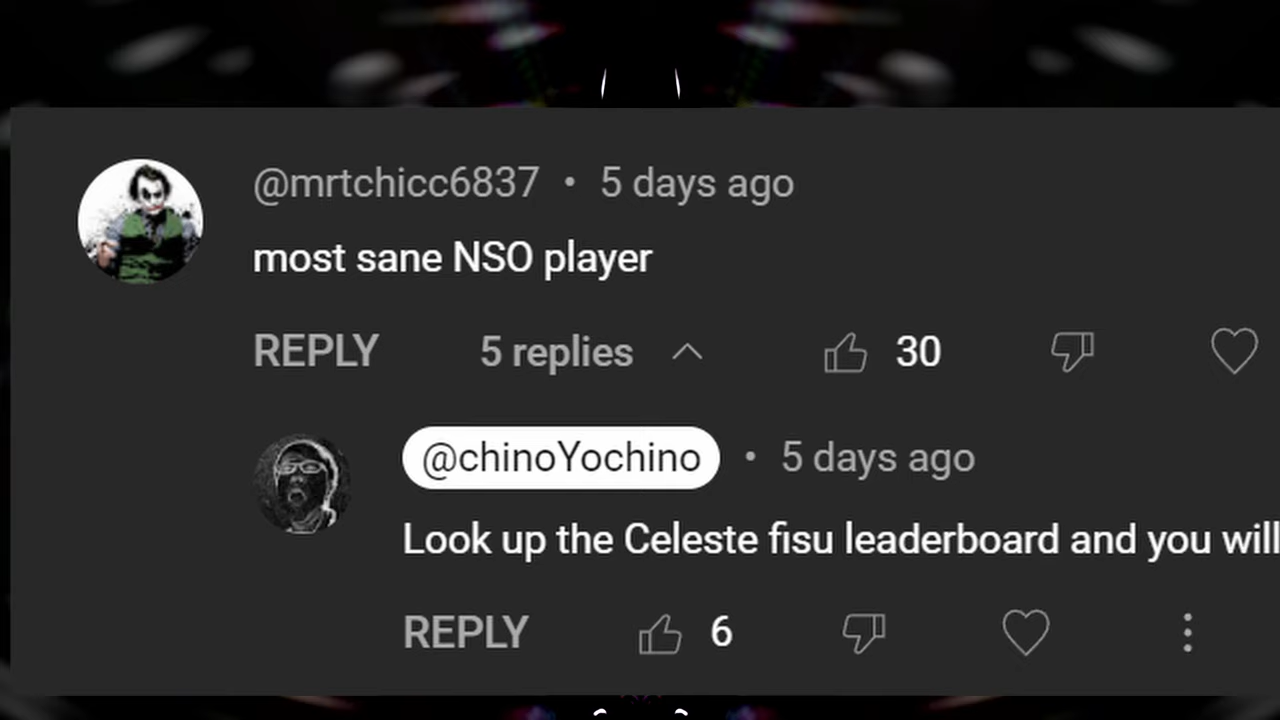 @mrtchicc6837 • 5 days ago
most sane NSO player
REPLY 5 replies 30
@chinoYochino • 5 days ago
Look up the Celeste fisu leaderboard and you will
REPLY 6